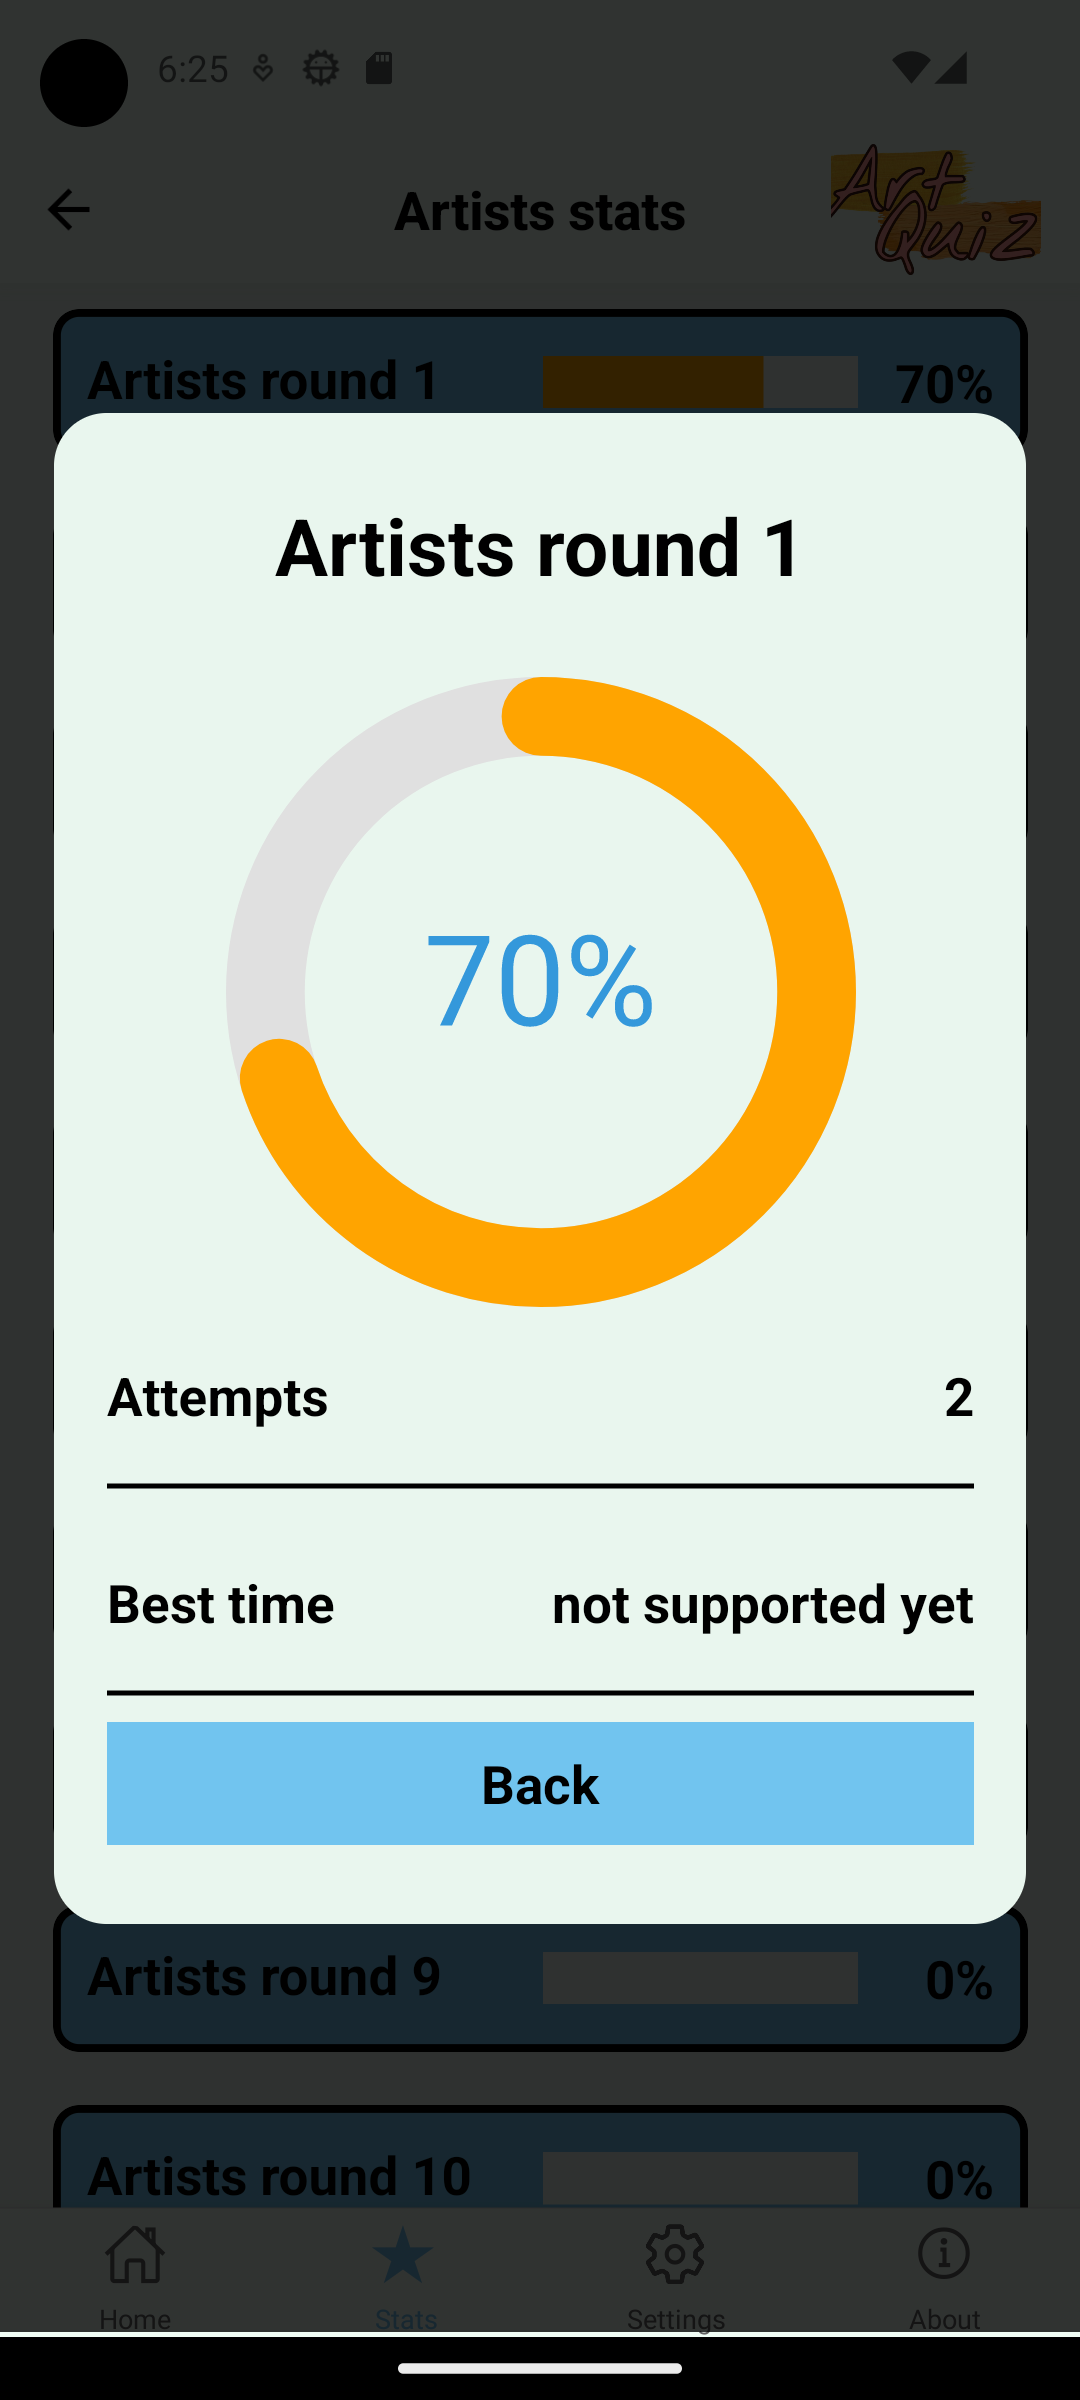 6:25
Artists stats
Art
Quiz
Artists round 1 70%
Artists round 1
70%
Attempts 2
Best time not supported yet
Back
Artists round 9 0%
Artists round 10 0%
Home Stats Settings About